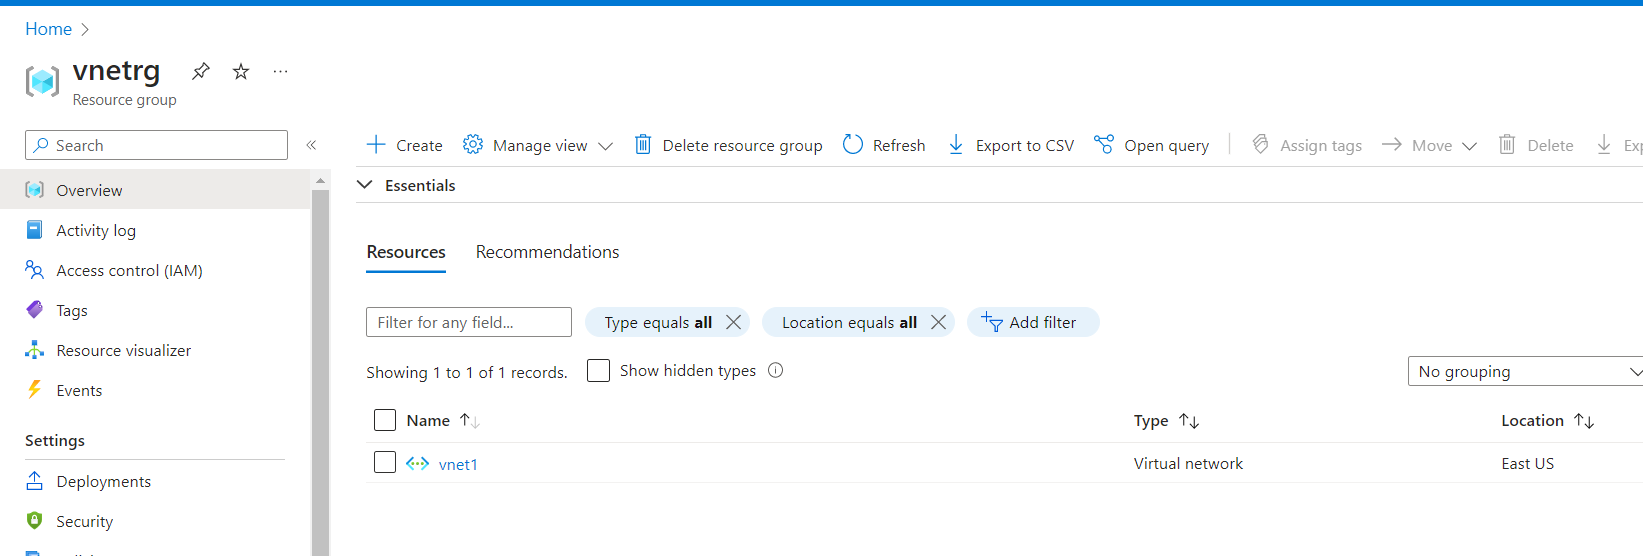 Home
vnetrg
Resource group
Search
Create Manage view Delete resource group Refresh Export to CSV Open query Assign tags Move Delete
Overview
Activity log
Access control (IAM)
Tags
Resource visualizer
Events
Settings
Deployments
Security
Essentials
Resources Recommendations
Filter for any field... Type equals all Location equals all Add filter
Showing 1 to 1 of 1 records. Show hidden types No grouping
Name Type Location
vnet1 Virtual network East US